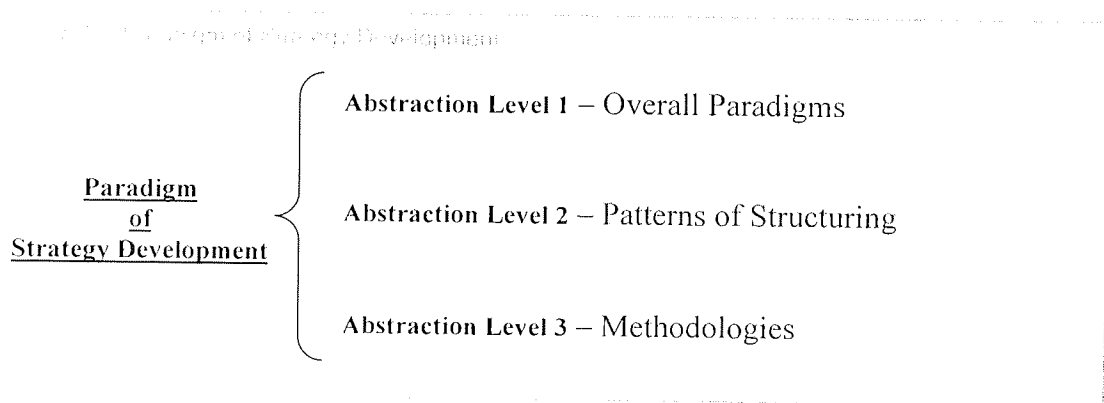 Development
Abstraction Level 1 – Overall Paradigms
Paradigm
of
Strategy Development
Abstraction Level 2 – Patterns of Structuring
Abstraction Level 3 – Methodologies